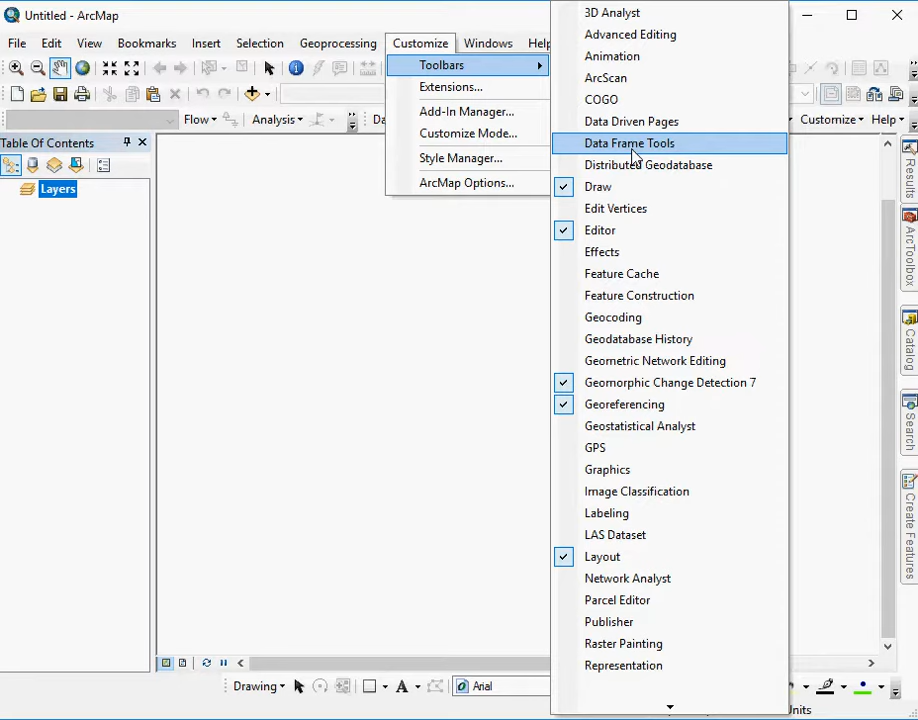 Untitled - ArcMap
File Edit View Bookmarks Insert Selection Geoprocessing Customize Windows Help
Flow Analysis Customize Help
Table Of Contents
Layers
Toolbars
Extensions...
Add-In Manager...
Customize Mode...
Style Manager...
ArcMap Options...
3D Analyst
Advanced Editing
Animation
ArcScan
COGO
Data Driven Pages
Data Frame Tools
Distributed Geodatabase
Draw
Edit Vertices
Editor
Effects
Feature Cache
Feature Construction
Geocoding
Geodatabase History
Geometric Network Editing
Geomorphic Change Detection 7
Georeferencing
Geostatistical Analyst
GPS
Graphics
Image Classification
Labeling
LAS Dataset
Layout
Network Analyst
Parcel Editor
Publisher
Raster Painting
Representation
Results
ArcToolbox
Catalog
Search
Create Features
Drawing A Arial